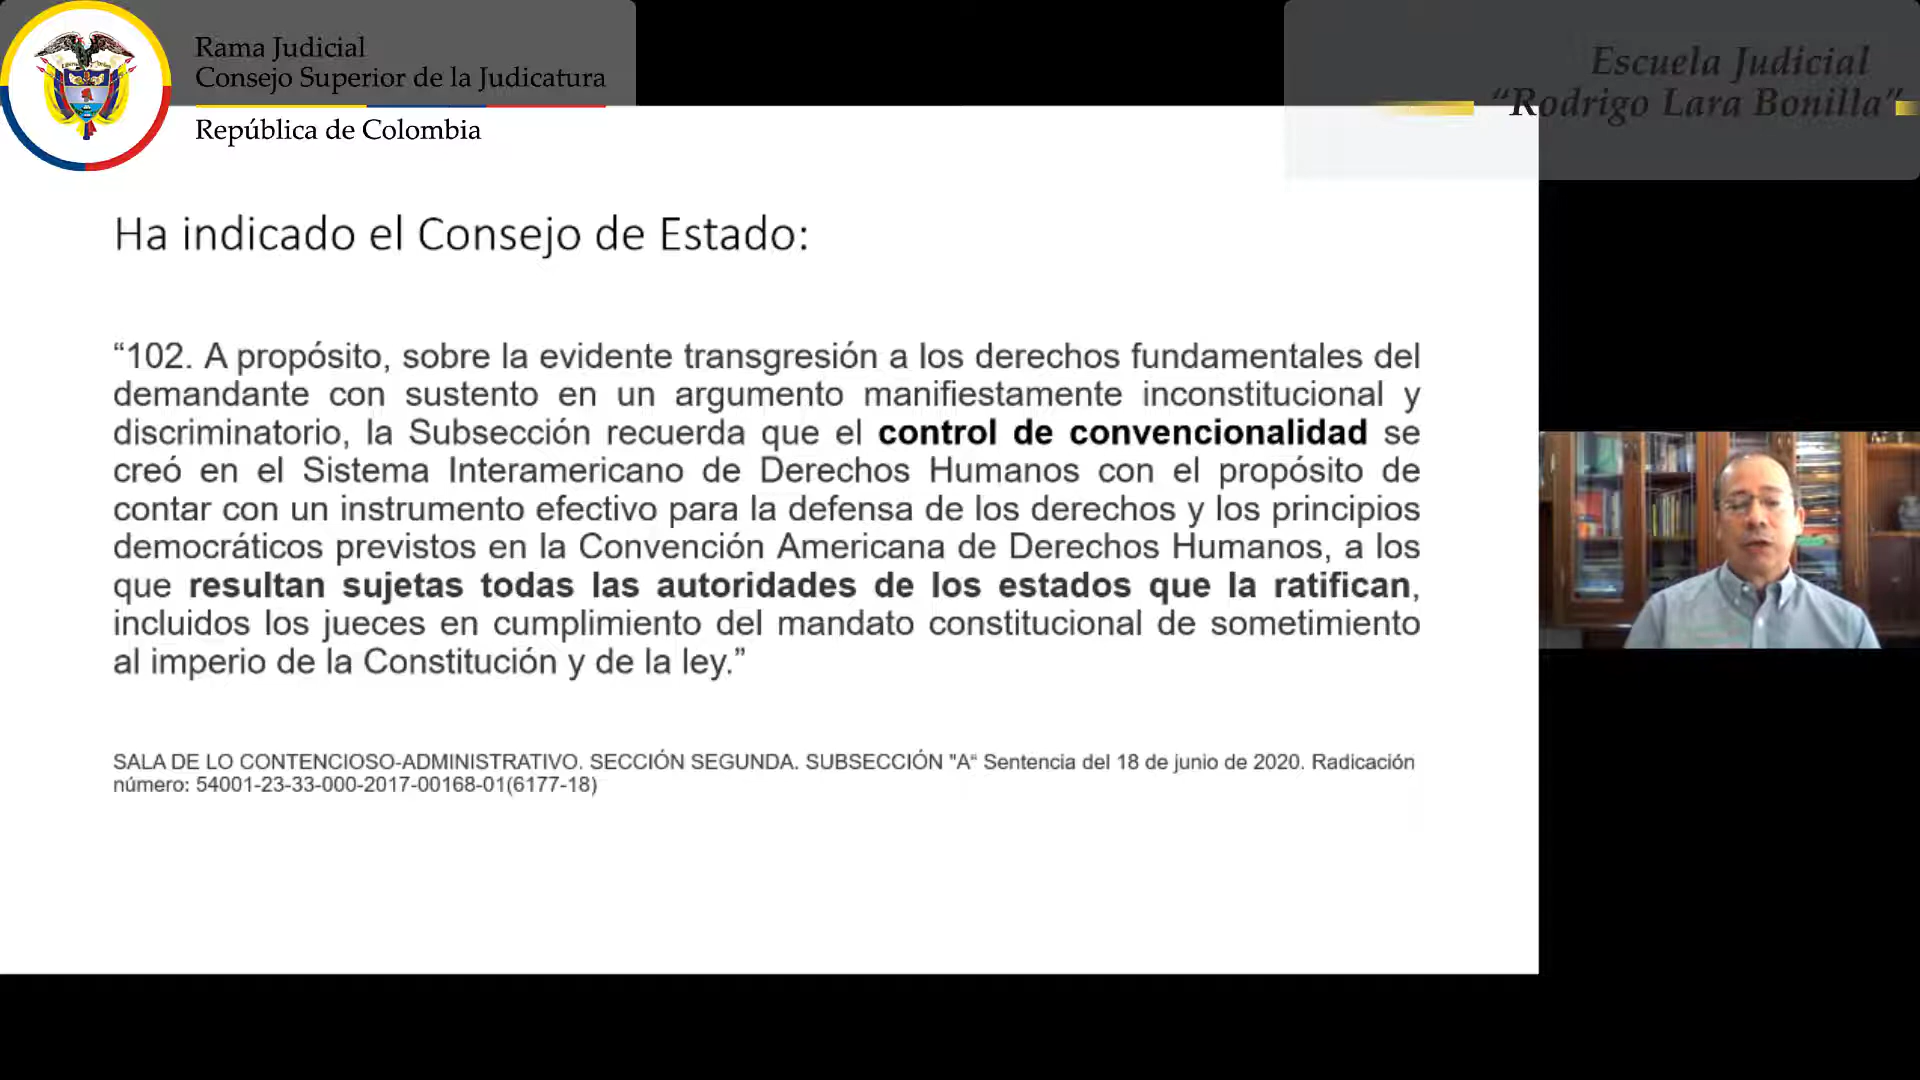 Rama Judicial
Consejo Superior de la Judicatura
República de Colombia
Escuela Judicial
“Rodrigo Lara Bonilla”
Ha indicado el Consejo de Estado:
“102. A propósito, sobre la evidente transgresión a los derechos fundamentales del
demandante con sustento en un argumento manifiestamente inconstitucional y
discriminatorio, la Subsección recuerda que el control de convencionalidad se
creó en el Sistema Interamericano de Derechos Humanos con el propósito de
contar con un instrumento efectivo para la defensa de los derechos y los principios
democráticos previstos en la Convención Americana de Derechos Humanos, a los
que resultan sujetas todas las autoridades de los estados que la ratifican,
incluidos los jueces en cumplimiento del mandato constitucional de sometimiento
al imperio de la Constitución y de la ley.”
SALA DE LO CONTENCIOSO-ADMINISTRATIVO. SECCIÓN SEGUNDA. SUBSECCIÓN "A“ Sentencia del 18 de junio de 2020. Radicación
número: 54001-23-33-000-2017-00168-01(6177-18)